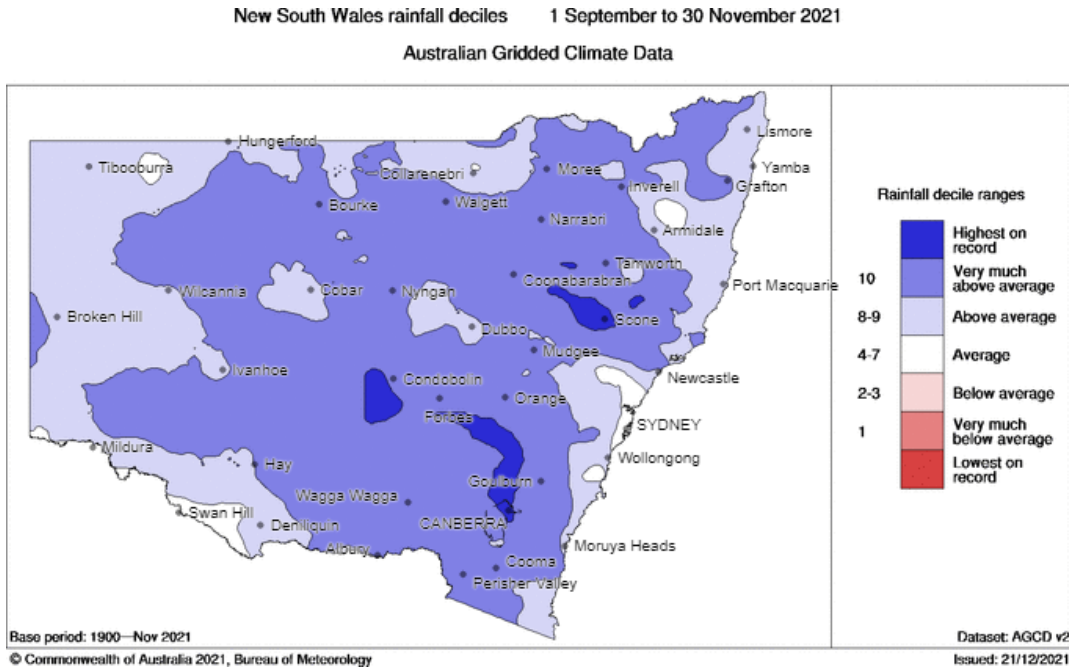 New South Wales rainfall deciles 1 September to 30 November 2021
Australian Gridded Climate Data
Lismore
Hungerford
Tibooburra
Collarenebri
Moree
Yamba
Inverell
Grafton
Bourke
Walgett
Narrabri
Armidale
Tamworth
Coonabarabran
Wilcannia
Cobar
Nyngan
Port Macquarie
Broken Hill
Scone
Dubbo
Mudgee
Ivanhoe
Condobolin
Newcastle
Forbes
Orange
SYDNEY
Mildura
Hay
Wollongong
Goulburn
Wagga Wagga
Swan Hill
Deniliquin
CANBERRA
Albury
Moruya Heads
Cooma
Perisher Valley
Rainfall decile ranges
Highest on
record
10 Very much
above average
8-9 Above average
4-7 Average
2-3 Below average
1 Very much
below average
Lowest on
record
Base period: 1900—Nov 2021
Dataset: AGCD v2
© Commonwealth of Australia 2021, Bureau of Meteorology
Issued: 21/12/2021